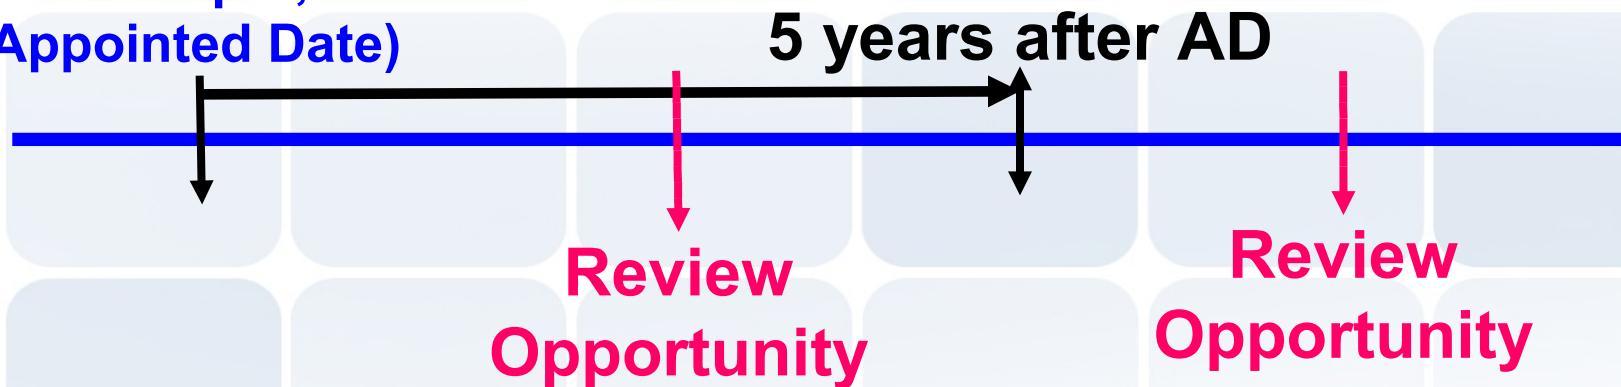 Appointed Date)
5 years after AD
Review
Opportunity
Review
Opportunity